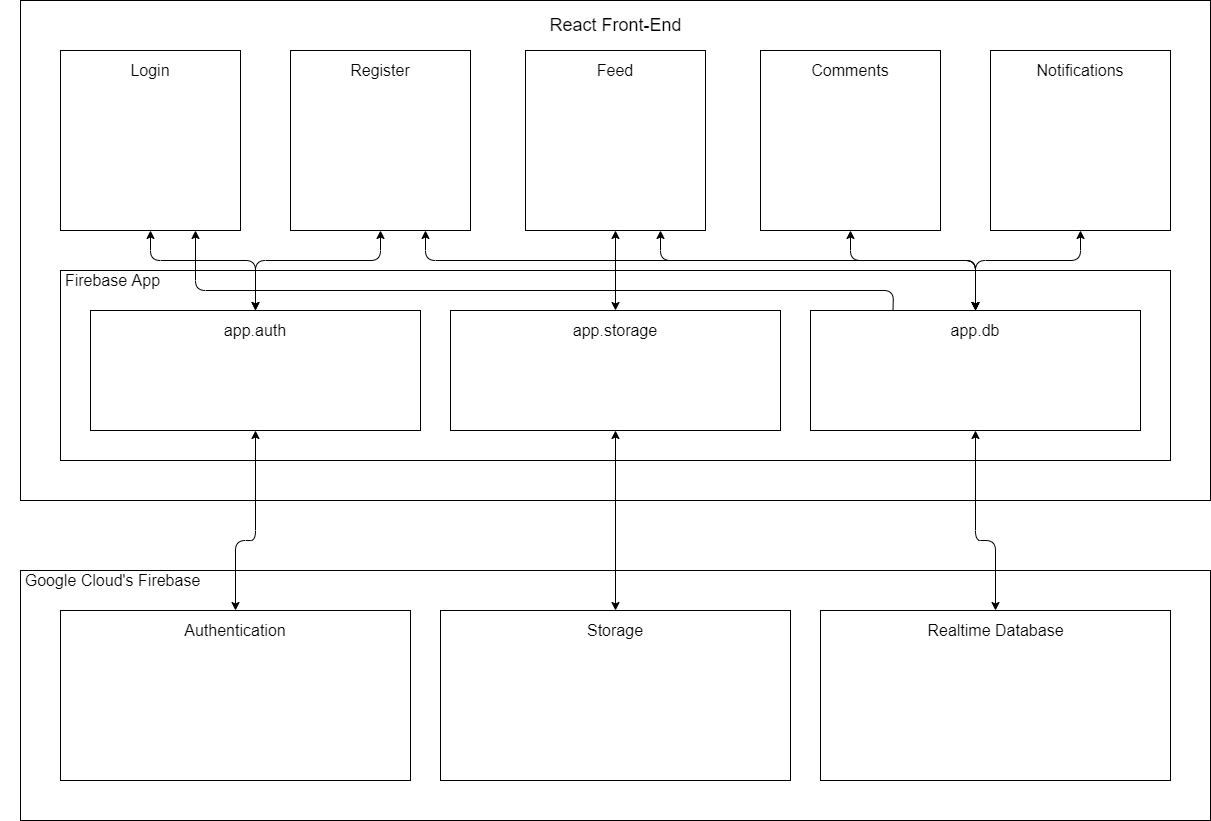 React Front-End
Login
Register
Feed
Comments
Notifications
Firebase App
app.auth
app.storage
app.db
Google Cloud's Firebase
Authentication
Storage
Realtime Database